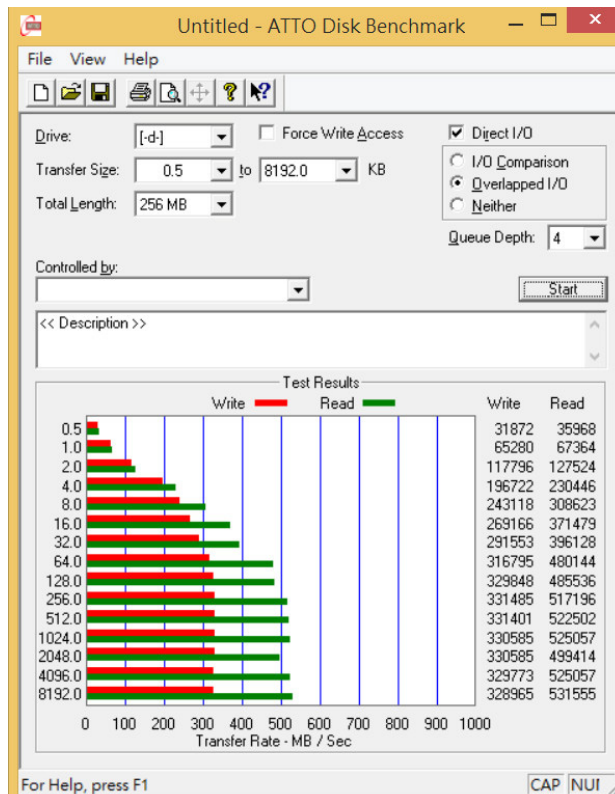 Untitled - ATTO Disk Benchmark
File View Help
Drive: [-d-] Force Write Access Direct I/O
Transfer Size: 0.5 to 8192.0 KB I/O Comparison
Overlapped I/O
Total Length: 256 MB Neither
Queue Depth: 4
Controlled by:
Start
<< Description >>
Test Results
Write Read Write Read
0.5 31872 35968
1.0 65280 67364
2.0 117796 127524
4.0 196722 230446
8.0 243118 308623
16.0 269166 371479
32.0 291553 396128
64.0 316795 480144
128.0 329848 485536
256.0 331485 517196
512.0 331401 522502
1024.0 330585 525057
2048.0 330585 499414
4096.0 329773 525057
8192.0 328965 531555
0 100 200 300 400 500 600 700 800 900 1000
Transfer Rate - MB / Sec
For Help, press F1 CAP NUI